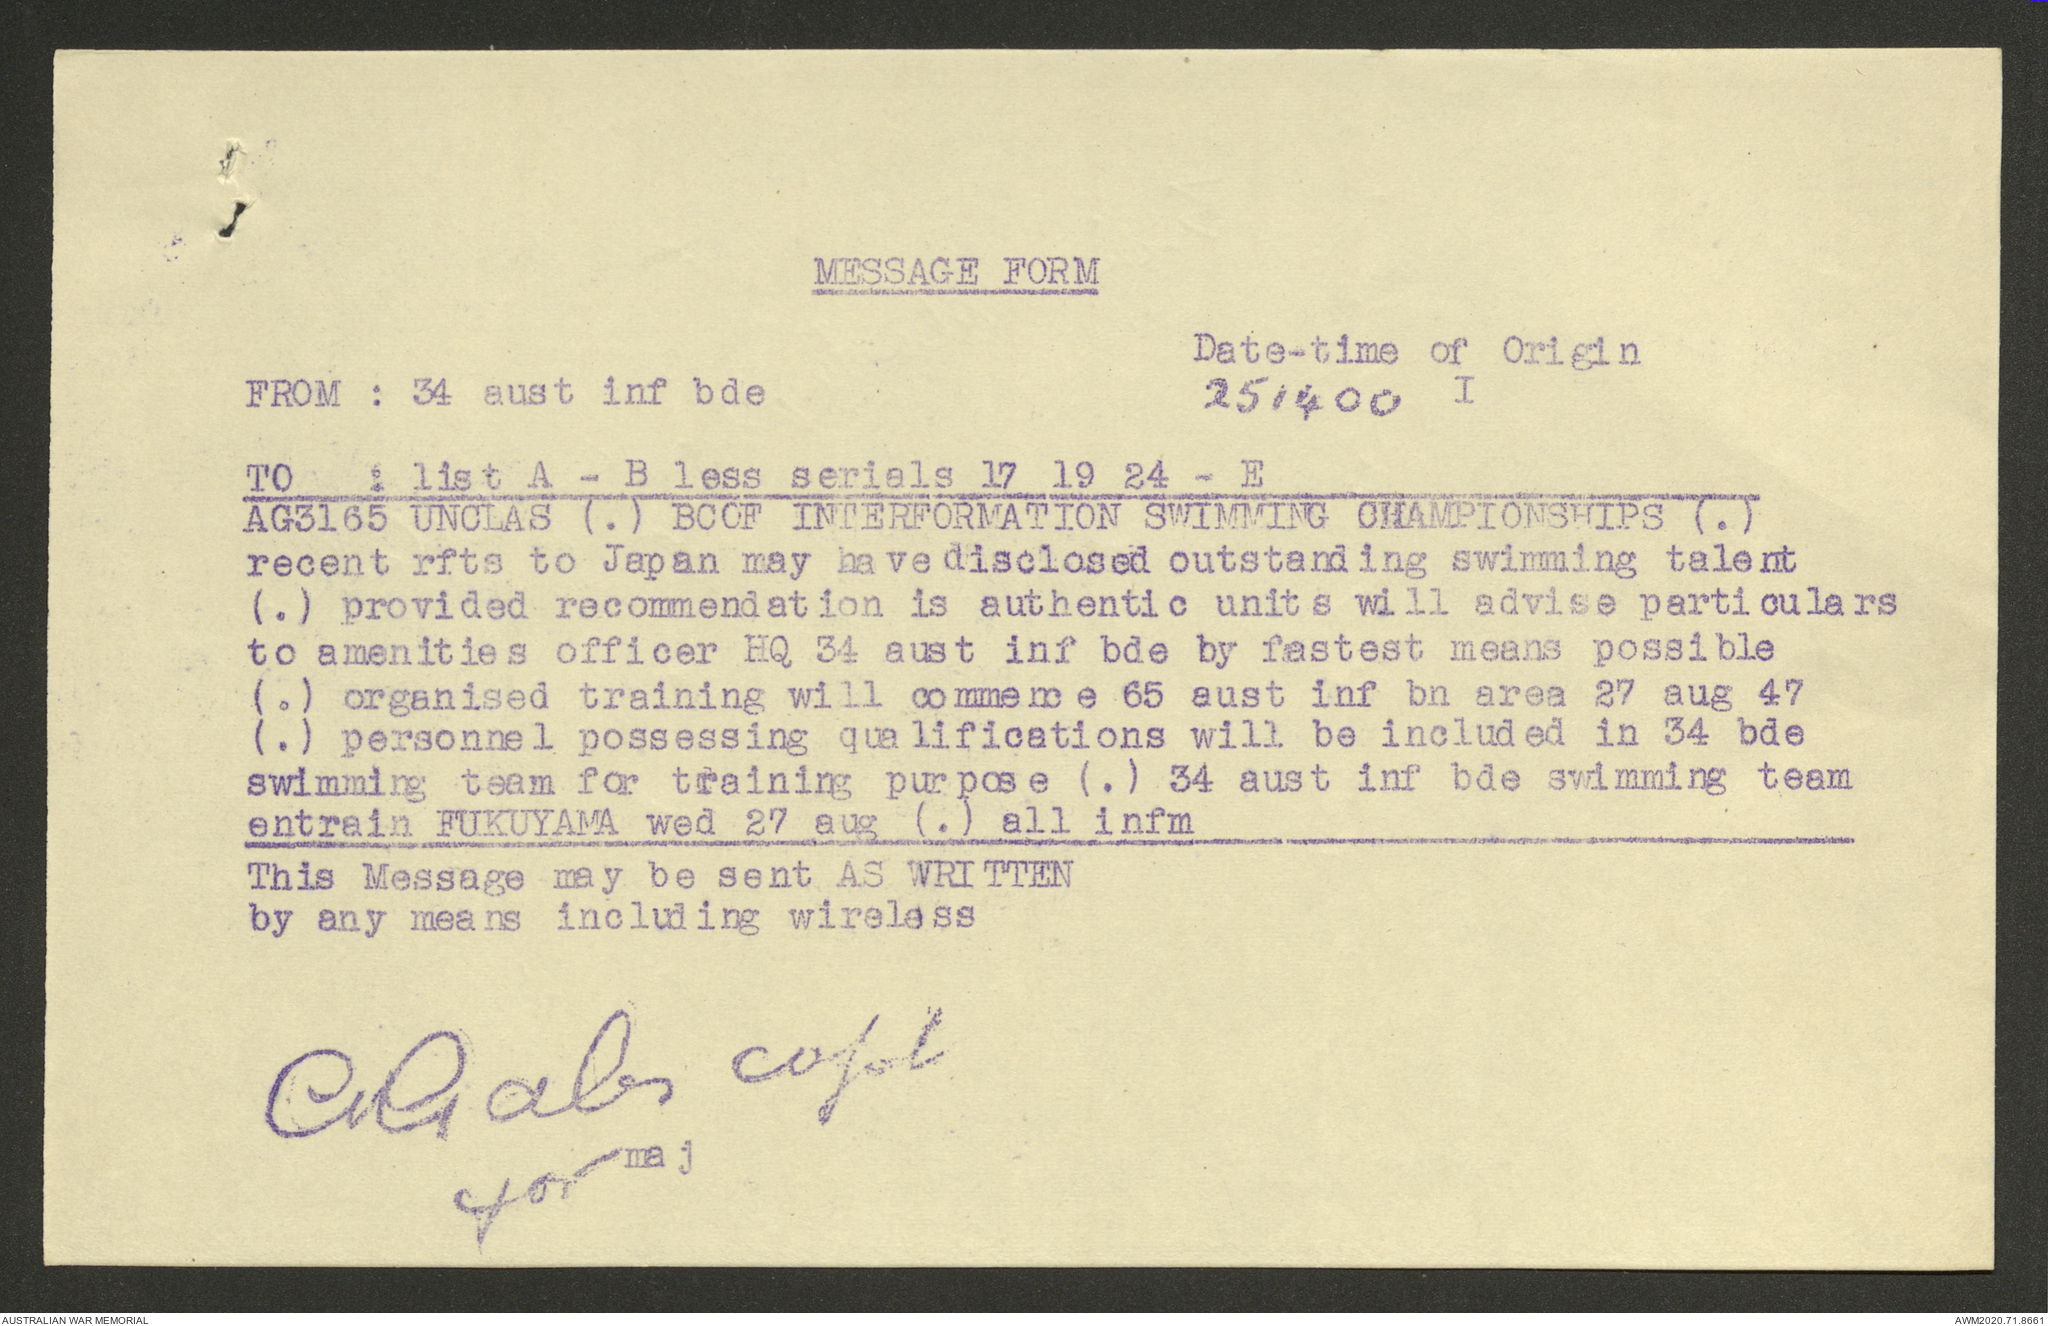 MESSAGE FORM
Date-time of Origin
FROM : 34 aust inf bde
251400 I
TO : list A - B less serials 17 19 24 - E
AG3165 UNCLAS (.) BCOF INTERFORMATION SWIMMING CHAMPIONSHIPS (.)
recent rfts to Japan may have disclosed outstanding swimming talent
(.) provided recommendation is authentic units will advise particulars
to amenities officer HQ 34 aust inf bde by fastest means possible
(.) organised training will commence 65 aust inf bn area 27 aug 47
(.) personnel possessing qualifications will be included in 34 bde
swimming team for training purpose (.) 34 aust inf bde swimming team
entrain FUKUYAMA wed 27 aug (.) all infm
This Message may be sent AS WRITTEN
by any means including wireless
capt
for maj
AUSTRALIAN WAR MEMORIAL
AWM2020.71.8661